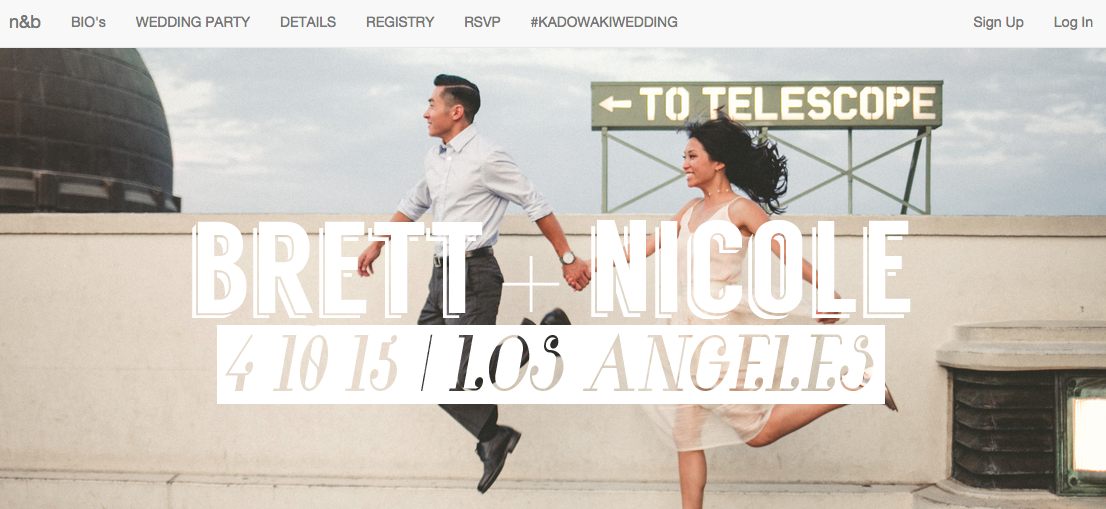 n&b BIO's WEDDING PARTY DETAILS REGISTRY RSVP #KADOWAKIWEDDING Sign Up Log In
← TO TELESCOPE
BRETT + NICOLE
4 10 15 / LOS ANGELES